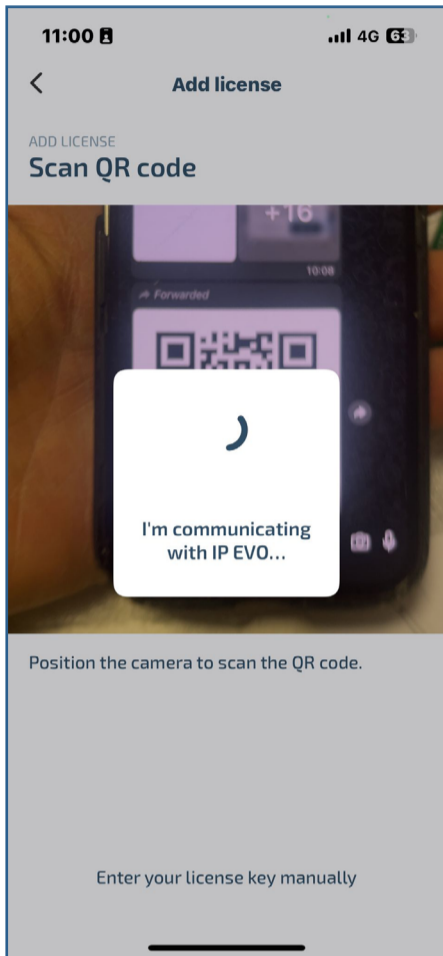 11:00
4G 63
Add license
ADD LICENSE
Scan QR code
+16
10:08
Forwarded
I'm communicating
with IP EVO...
Position the camera to scan the QR code.
Enter your license key manually